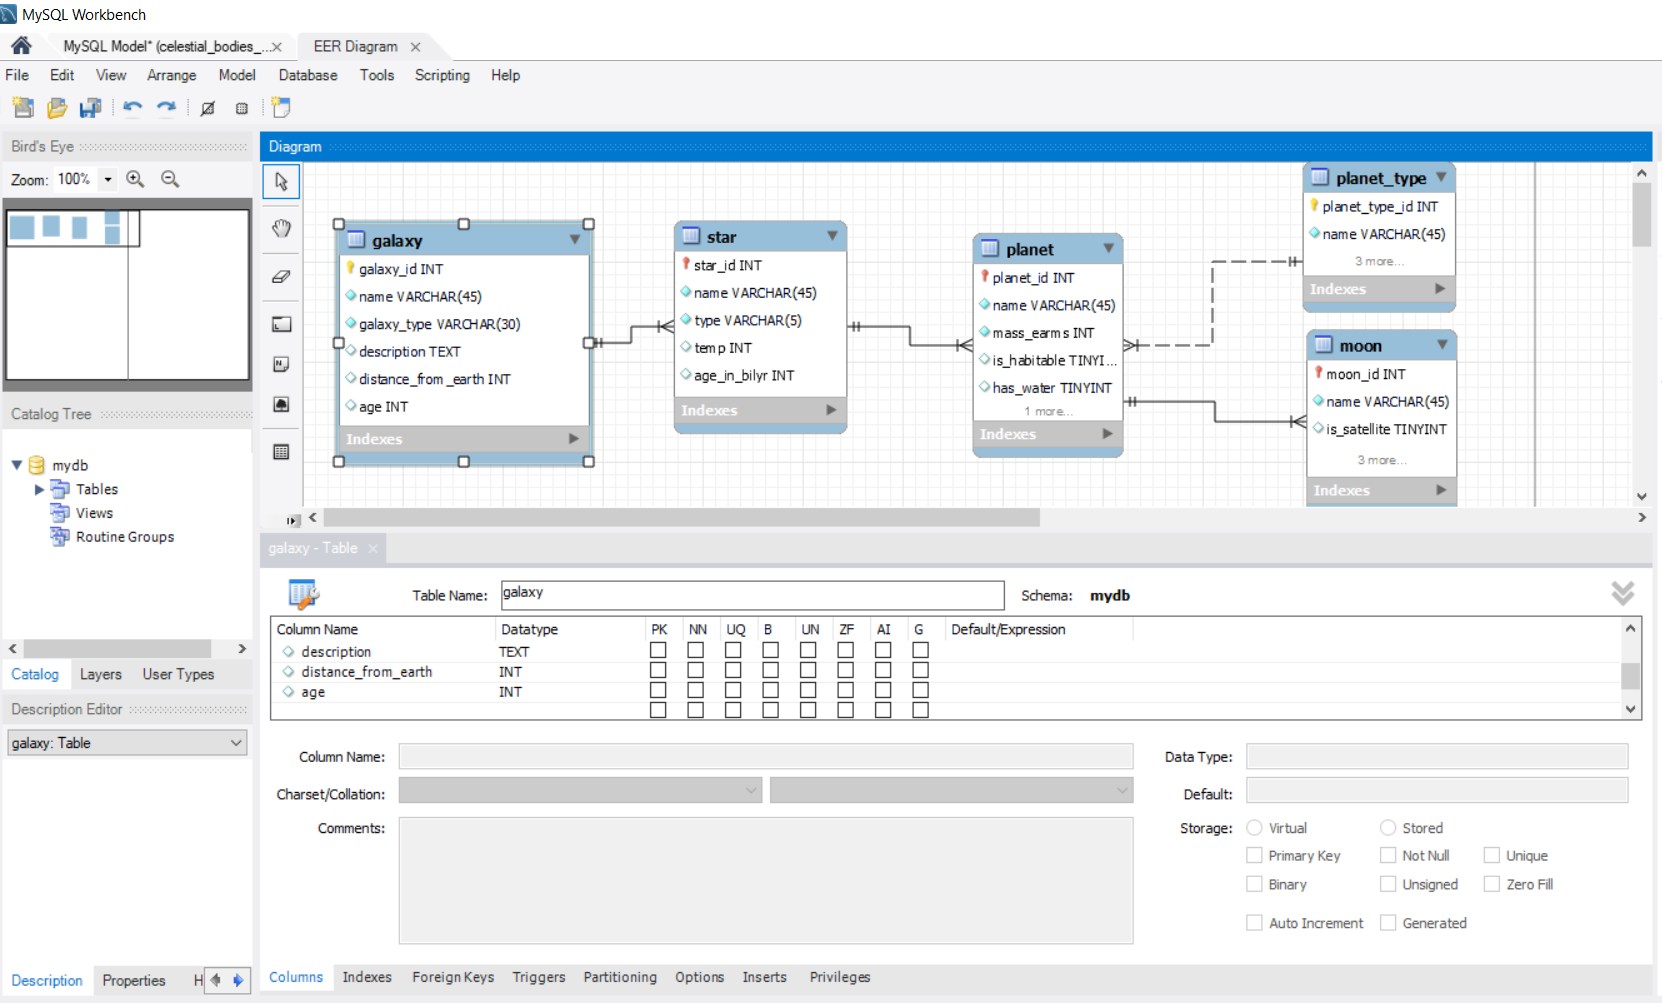 MySQL Workbench
MySQL Model* (celestial_bodies_...
EER Diagram
File Edit View Arrange Model Database Tools Scripting Help
Bird's Eye
Zoom: 100%
Diagram
galaxy
galaxy_id INT
name VARCHAR(45)
galaxy_type VARCHAR(30)
description TEXT
distance_from_earth INT
age INT
Indexes
star
star_id INT
name VARCHAR(45)
type VARCHAR(5)
temp INT
age_in_bilyr INT
Indexes
planet
planet_id INT
name VARCHAR(45)
mass_earms INT
is_habitable TINYI...
has_water TINYINT
1 more...
Indexes
planet_type
planet_type_id INT
name VARCHAR(45)
3 more...
Indexes
moon
moon_id INT
name VARCHAR(45)
is_satellite TINYINT
3 more...
Indexes
Catalog Tree
mydb
Tables
Views
Routine Groups
Catalog Layers User Types
Description Editor
galaxy: Table
Description Properties H
galaxy - Table
Table Name: galaxy Schema: mydb
Column Name Datatype PK NN UQ B UN ZF AI G Default/Expression
description TEXT
distance_from_earth INT
age INT
Column Name: Data Type:
Charset/Collation: Default:
Comments: Storage: Virtual Stored
Primary Key Not Null Unique
Binary Unsigned Zero Fill
Auto Increment Generated
Columns Indexes Foreign Keys Triggers Partitioning Options Inserts Privileges